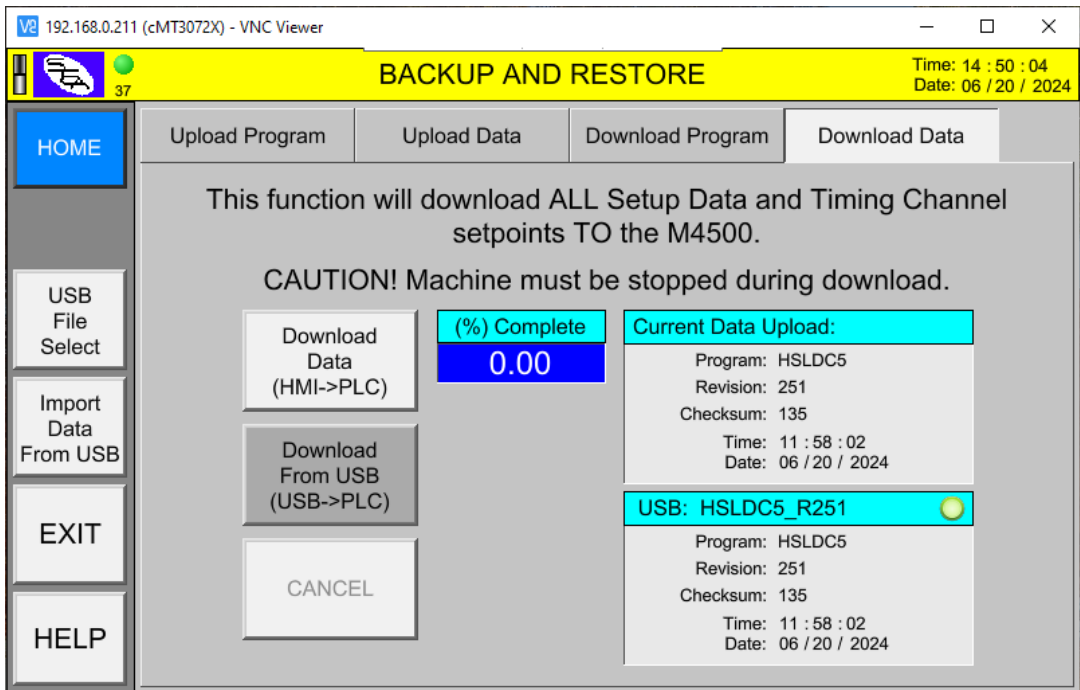 192.168.0.211 (cMT3072X) - VNC Viewer
37
BACKUP AND RESTORE
Time: 14 : 50 : 04
Date: 06 / 20 / 2024
HOME
USB
File
Select
Import
Data
From USB
EXIT
HELP
Upload Program
Upload Data
Download Program
Download Data
This function will download ALL Setup Data and Timing Channel
setpoints TO the M4500.
CAUTION! Machine must be stopped during download.
Download
Data
(HMI->PLC)
Download
From USB
(USB->PLC)
CANCEL
(%) Complete
0.00
Current Data Upload:
Program: HSLDC5
Revision: 251
Checksum: 135
Time: 11 : 58 : 02
Date: 06 / 20 / 2024
USB: HSLDC5_R251
Program: HSLDC5
Revision: 251
Checksum: 135
Time: 11 : 58 : 02
Date: 06 / 20 / 2024